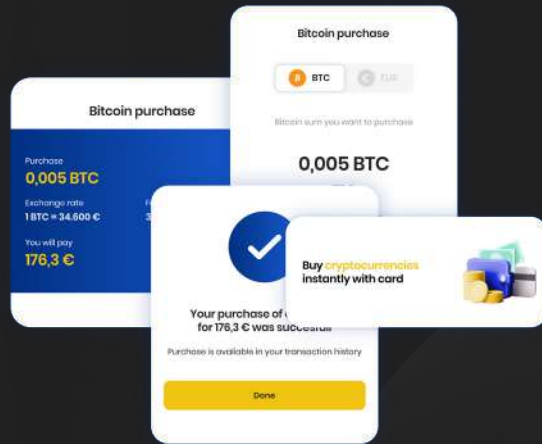 Bitcoin purchase
BTC
EUR
Bitcoin sum you want to purchase
0,005 BTC
Bitcoin purchase
Purchase
0,005 BTC
Exchange rate
1 BTC = 34.600 €
You will pay
176,3 €
Your purchase of
for 176,3 € was succesfull
Purchase is available in your transaction history
Done
Buy cryptocurrencies
instantly with card